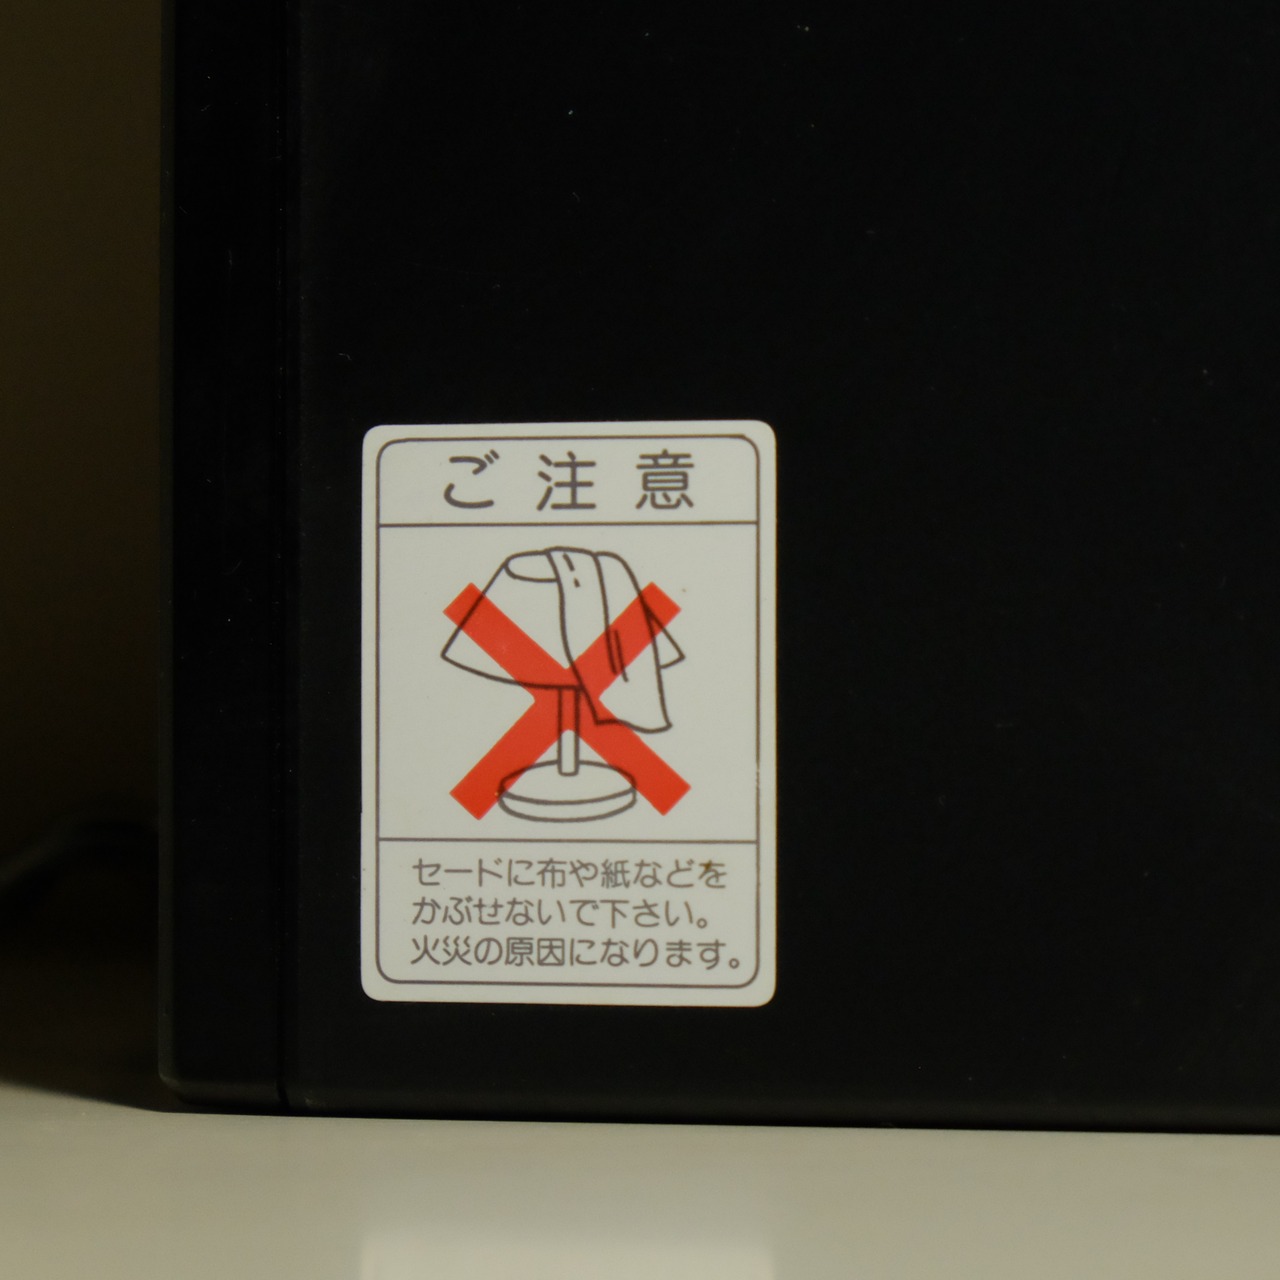 ご注意
セードに布や紙などを
かぶせないで下さい。
火災の原因になります。